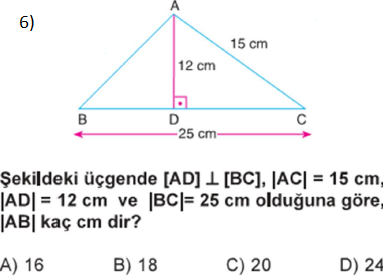 6)
A
15 cm
12 cm
B D C
25 cm
Şekildeki üçgende [AD] ⊥ [BC], |AC| = 15 cm,
|AD| = 12 cm ve |BC|= 25 cm olduğuna göre,
|AB| kaç cm dir?
A) 16 B) 18 C) 20 D) 24